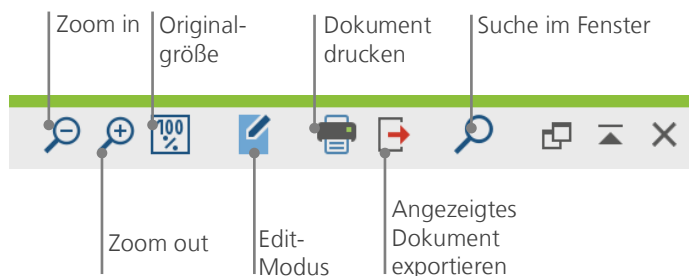 Zoom in
Original-
größe
Dokument
drucken
Suche im Fenster
100
%
Zoom out
Edit-
Modus
Angezeigtes
Dokument
exportieren